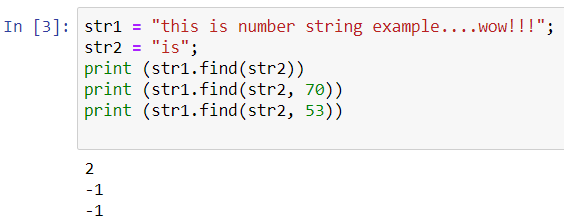 In [3]: str1 = "this is number string example....wow!!!";
str2 = "is";
print (str1.find(str2))
print (str1.find(str2, 70))
print (str1.find(str2, 53))
2
-1
-1